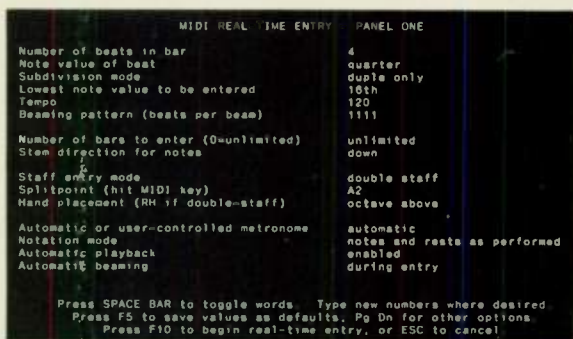 MIDI REAL TIME ENTRY - PANEL ONE
Number of beats in bar 4
Note value of beat quarter
Subdivision mode duple only
Lowest note value to be entered 16th
Tempo 120
Beaming pattern (beats per beam) 1111
Number of bars to enter (0=unlimited) unlimited
Stem direction for notes down
Staff entry mode double staff
Splitpoint (hit MIDI key) A2
Hand placement (RH if double-staff) octave above
Automatic or user-controlled metronome automatic
Notation mode notes and rests as performed
Automatic playback enabled
Automatic beaming during entry
Press SPACE BAR to toggle words Type new numbers where desired
Press F5 to save values as defaults, Pg Dn for other options
Press F10 to begin real-time entry, or ESC to cancel